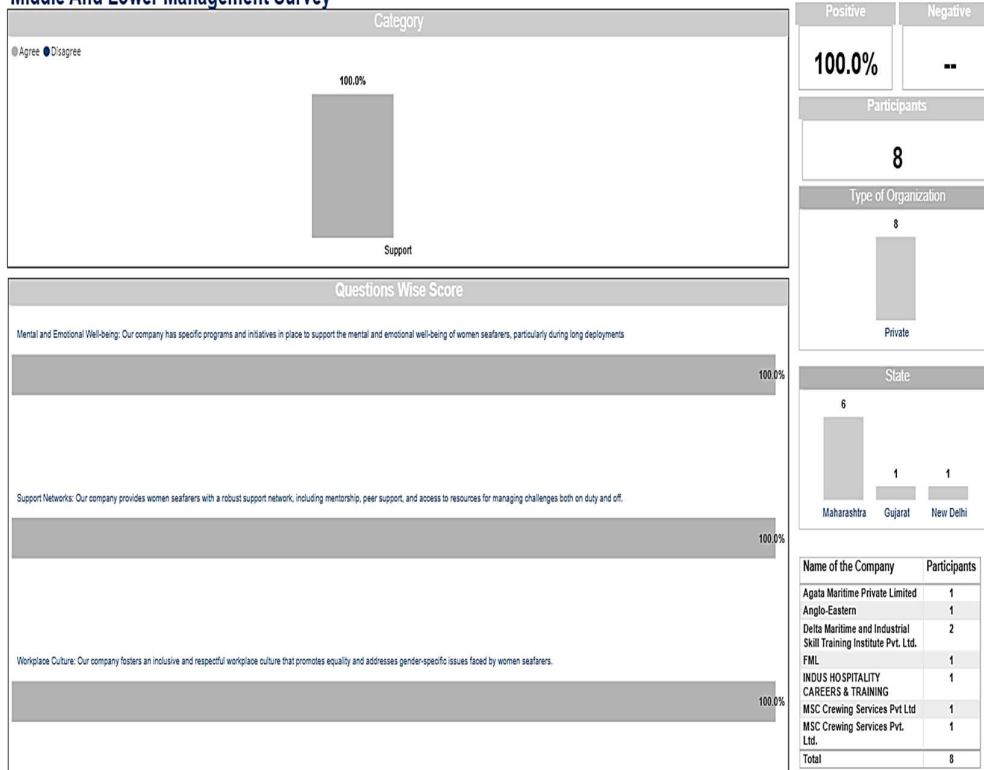 Middle And Lower Management Survey
Category
Agree Disagree
100.0%
Support
Questions Wise Score
Mental and Emotional Well-being: Our company has specific programs and initiatives in place to support the mental and emotional well-being of women seafarers, particularly during long deployments
100.0%
Support Networks: Our company provides women seafarers with a robust support network, including mentorship, peer support, and access to resources for managing challenges both on duty and off.
100.0%
Workplace Culture: Our company fosters an inclusive and respectful workplace culture that promotes equality and addresses gender-specific issues faced by women seafarers.
100.0%
Positive Negative
100.0% --
Participants
8
Type of Organization
8
Private
State
6
1 1
Maharashtra Gujarat New Delhi
Name of the Company Participants
Agata Maritime Private Limited 1
Anglo-Eastern 1
Delta Maritime and Industrial 2
Skill Training Institute Pvt. Ltd.
FML 1
INDUS HOSPITALITY 1
CAREERS & TRAINING
MSC Crewing Services Pvt Ltd 1
MSC Crewing Services Pvt. 1
Ltd.
Total 8